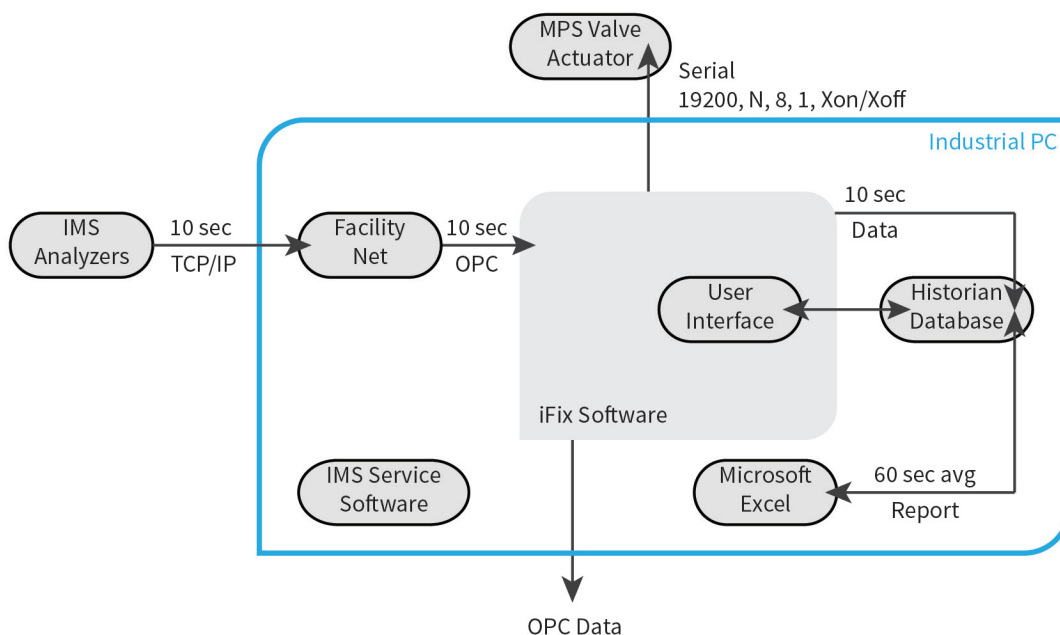 MPS Valve
Actuator
Serial
19200, N, 8, 1, Xon/Xoff
Industrial PC
IMS
Analyzers
10 sec
TCP/IP
Facility
Net
10 sec
OPC
10 sec
Data
User
Interface
Historian
Database
iFix Software
IMS Service
Software
Microsoft
Excel
60 sec avg
Report
OPC Data